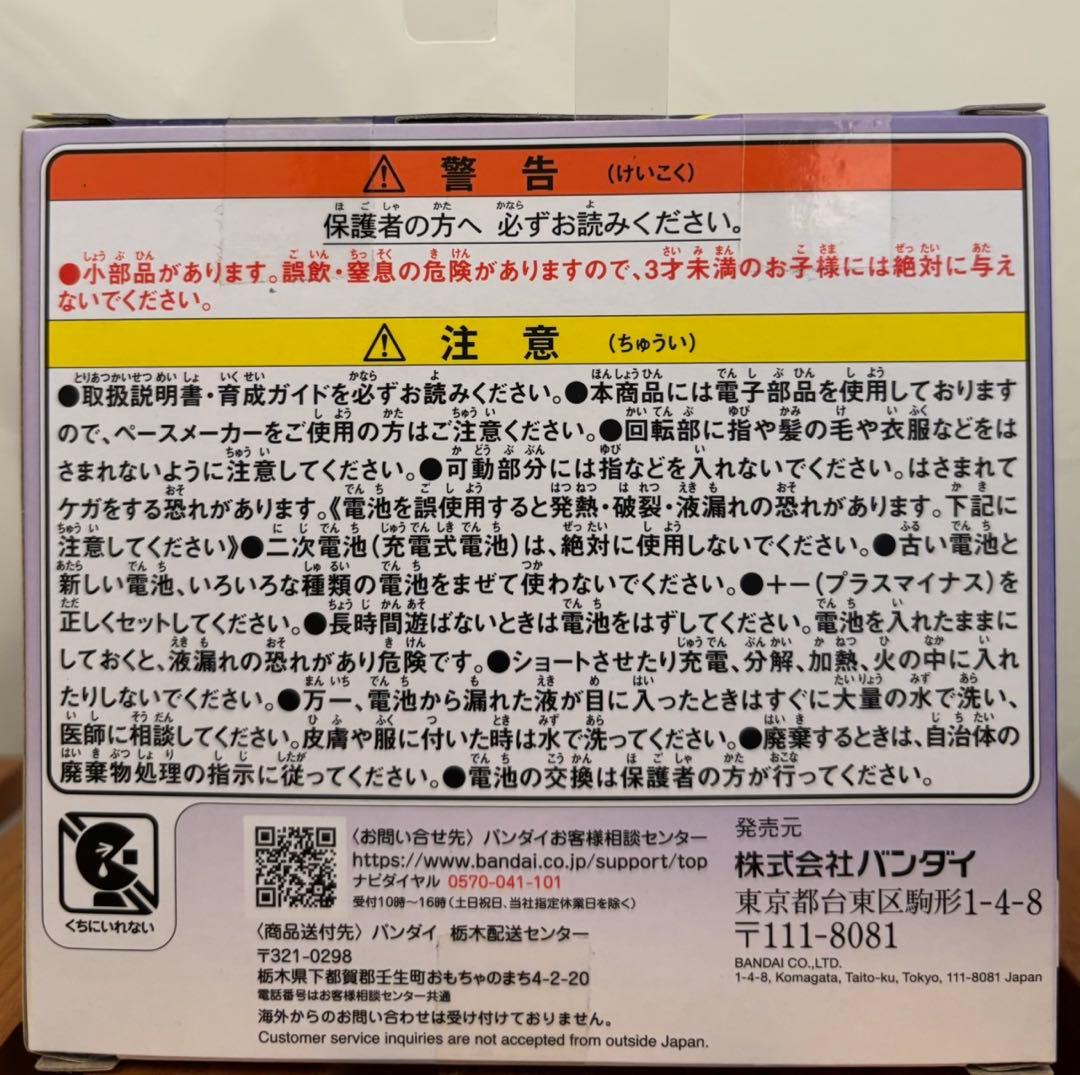 警告 (けいこく)
保護者の方へ 必ずお読みください。
●小部品があります。誤飲・窒息の危険がありますので、3才未満のお子様には絶対に与え
ないでください。
注意 (ちゅうい)
●取扱説明書・育成ガイドを必ずお読みください。●本商品には電子部品を使用しております
ので、ペースメーカーをご使用の方はご注意ください。●回転部に指や髪の毛や衣服などをは
さまれないように注意してください。●可動部分には指などを入れないでください。はさまれて
ケガをする恐れがあります。《電池を誤使用すると発熱・破裂・液漏れの恐れがあります。下記に
注意してください》●二次電池(充電式電池)は、絶対に使用しないでください。●古い電池と
新しい電池、いろいろな種類の電池をまぜて使わないでください。●+-(プラスマイナス)を
正しくセットしてください。●長時間遊ばないときは電池をはずしてください。電池を入れたままに
しておくと、液漏れの恐れがあり危険です。●ショートさせたり充電、分解、加熱、火の中に入れ
たりしないでください。●万一、電池から漏れた液が目に入ったときはすぐに大量の水で洗い、
医師に相談してください。皮膚や服に付いた時は水で洗ってください。●廃棄するときは、自治体の
廃棄物処理の指示に従ってください。●電池の交換は保護者の方が行ってください。
くちにいれない
〈お問い合せ先〉バンダイお客様相談センター
https://www.bandai.co.jp/support/top
ナビダイヤル 0570-041-101
受付10時~16時(土日祝日、当社指定休業日を除く)
〈商品送付先〉バンダイ 栃木配送センター
〒321-0298
栃木県下都賀郡壬生町おもちゃのまち4-2-20
電話番号はお客様相談センター共通
海外からのお問い合わせは受け付けておりません。
Customer service inquiries are not accepted from outside Japan.
発売元
株式会社バンダイ
東京都台東区駒形1-4-8
〒111-8081
BANDAI CO.,LTD.
1-4-8, Komagata, Taito-ku, Tokyo, 111-8081 Japan